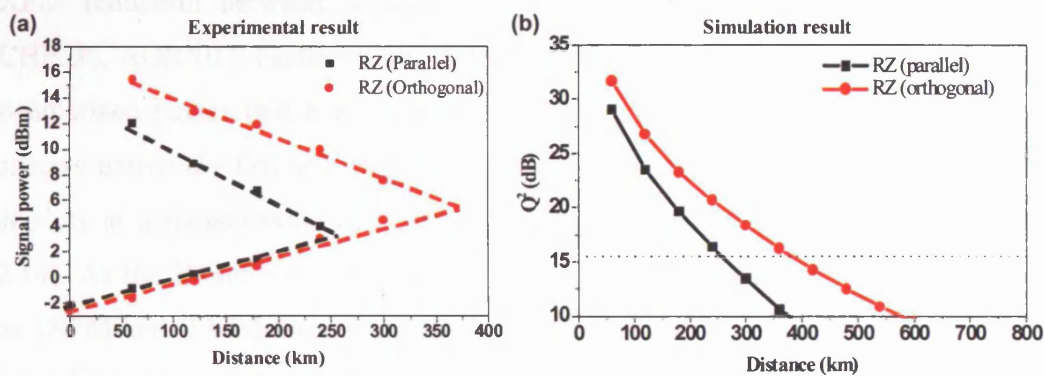 (a) Experimental result
RZ (Parallel)
RZ (Orthogonal)
Signal power (dBm)
18
16
14
12
10
8
6
4
2
0
-2
0 50 100 150 200 250 300 350 400
Distance (km)
(b) Simulation result
RZ (parallel)
RZ (orthogonal)
Q² (dB)
35
30
25
20
15
10
0 100 200 300 400 500 600 700 800
Distance (km)